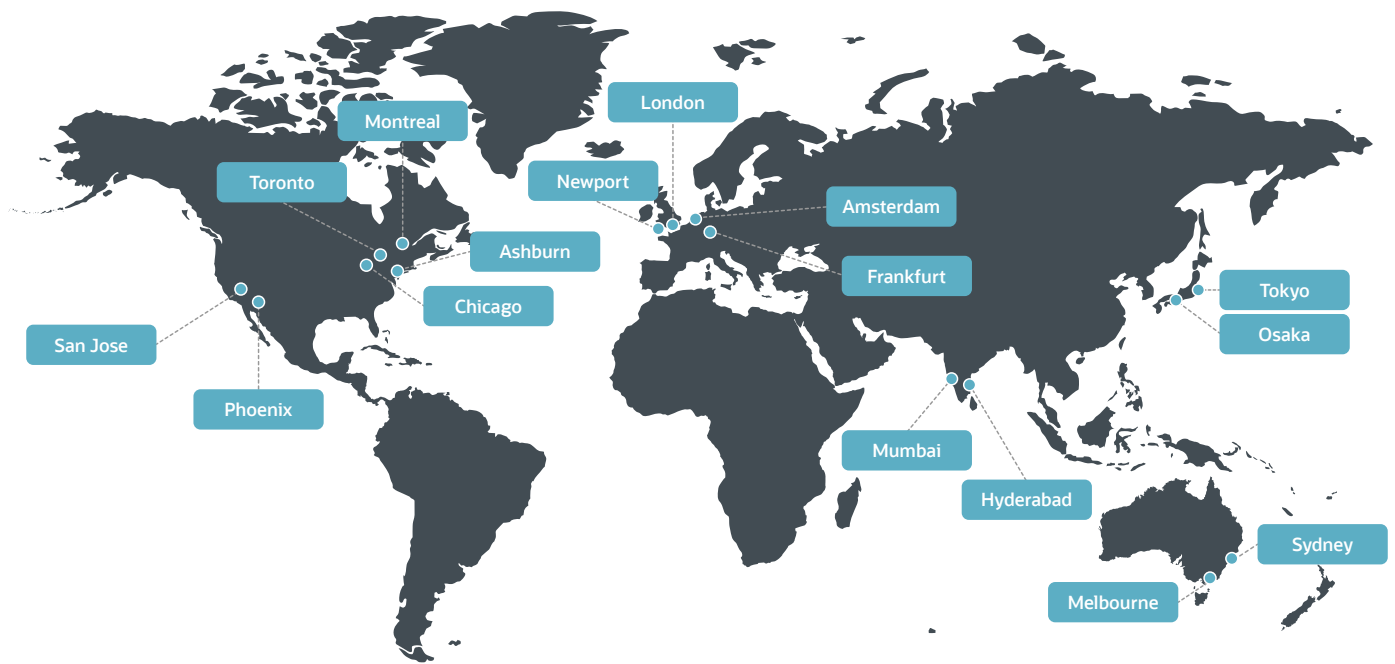 London
Montreal
Toronto
Newport
Amsterdam
Ashburn
Frankfurt
Chicago
Tokyo
Osaka
San Jose
Phoenix
Mumbai
Hyderabad
Sydney
Melbourne